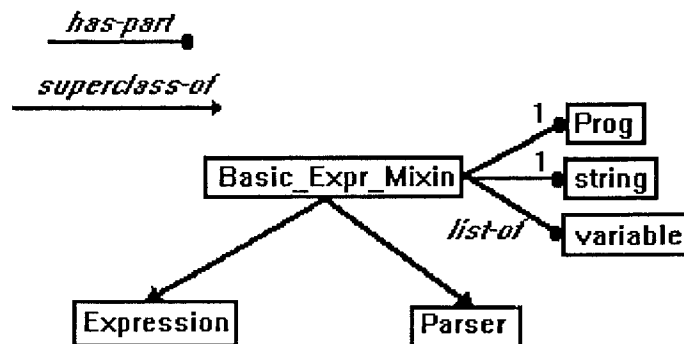 has-part
superclass-of
1
Prog
Basic_Expr_Mixin
1
string
list-of
variable
Expression
Parser